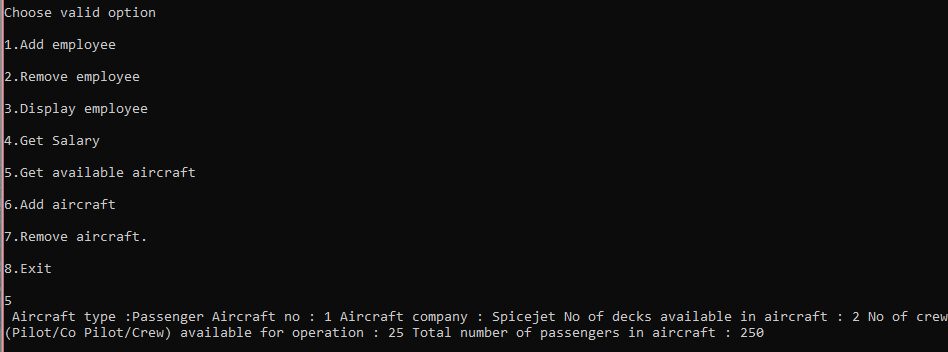 Choose valid option
1.Add employee
2.Remove employee
3.Display employee
4.Get Salary
5.Get available aircraft
6.Add aircraft
7.Remove aircraft.
8.Exit
5
Aircraft type :Passenger Aircraft no : 1 Aircraft company : Spicejet No of decks available in aircraft : 2 No of crew
(Pilot/Co Pilot/Crew) available for operation : 25 Total number of passengers in aircraft : 250